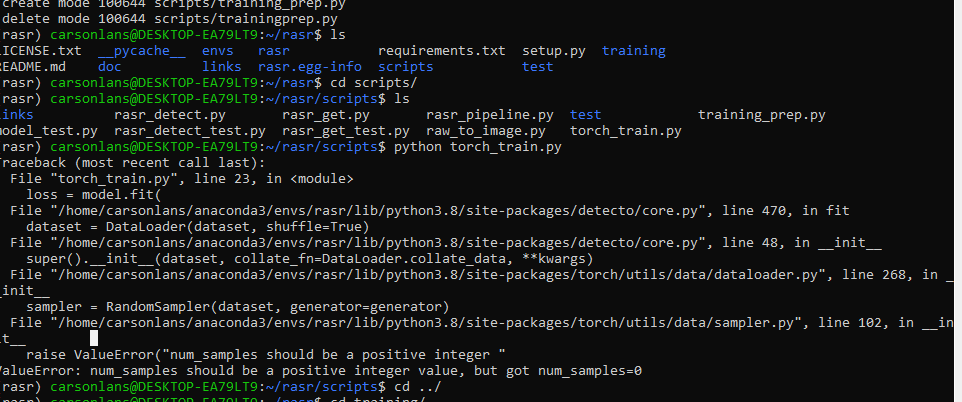 create mode 100644 scripts/training_prep.py
delete mode 100644 scripts/trainingprep.py
rasr) carsonlans@DESKTOP-EA79LT9:~/rasr$ ls
ICENSE.txt __pycache__ envs rasr requirements.txt setup.py training
README.md doc links rasr.egg-info scripts test
rasr) carsonlans@DESKTOP-EA79LT9:~/rasr$ cd scripts/
rasr) carsonlans@DESKTOP-EA79LT9:~/rasr/scripts$ ls
links rasr_detect.py rasr_get.py rasr_pipeline.py test training_prep.py
model_test.py rasr_detect_test.py rasr_get_test.py raw_to_image.py torch_train.py
rasr) carsonlans@DESKTOP-EA79LT9:~/rasr/scripts$ python torch_train.py
Traceback (most recent call last):
File "torch_train.py", line 23, in <module>
loss = model.fit(
File "/home/carsonlans/anaconda3/envs/rasr/lib/python3.8/site-packages/detecto/core.py", line 470, in fit
dataset = DataLoader(dataset, shuffle=True)
File "/home/carsonlans/anaconda3/envs/rasr/lib/python3.8/site-packages/detecto/core.py", line 48, in __init__
super().__init__(dataset, collate_fn=DataLoader.collate_data, **kwargs)
File "/home/carsonlans/anaconda3/envs/rasr/lib/python3.8/site-packages/torch/utils/data/dataloader.py", line 268, in _
_init__
sampler = RandomSampler(dataset, generator=generator)
File "/home/carsonlans/anaconda3/envs/rasr/lib/python3.8/site-packages/torch/utils/data/sampler.py", line 102, in __in
it__
raise ValueError("num_samples should be a positive integer "
ValueError: num_samples should be a positive integer value, but got num_samples=0
rasr) carsonlans@DESKTOP-EA79LT9:~/rasr/scripts$ cd ../
rasr) carsonlans@DESKTOP-EA79LT9:~/rasr$ cd training/